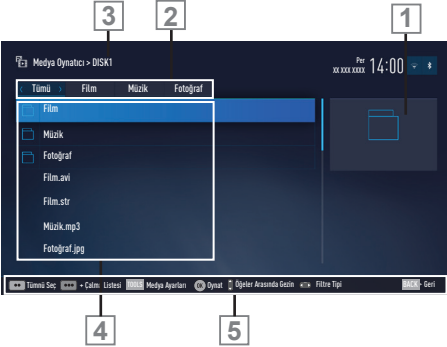 3 2 1
Medya Oynatıcı > DISK1
Per
xx xxx xxxx 14:00
‹ Tümü › Film Müzik Fotoğraf
Film
Müzik
Fotoğraf
Film.avi
Film.str
Müzik.mp3
Fotoğraf.jpg
Tümnü Seç + Çalma Listesi TOOLS Medya Ayarları OK Oynat Öğeler Arasında Gezin Filtre Tipi BACK - Geri
4 5